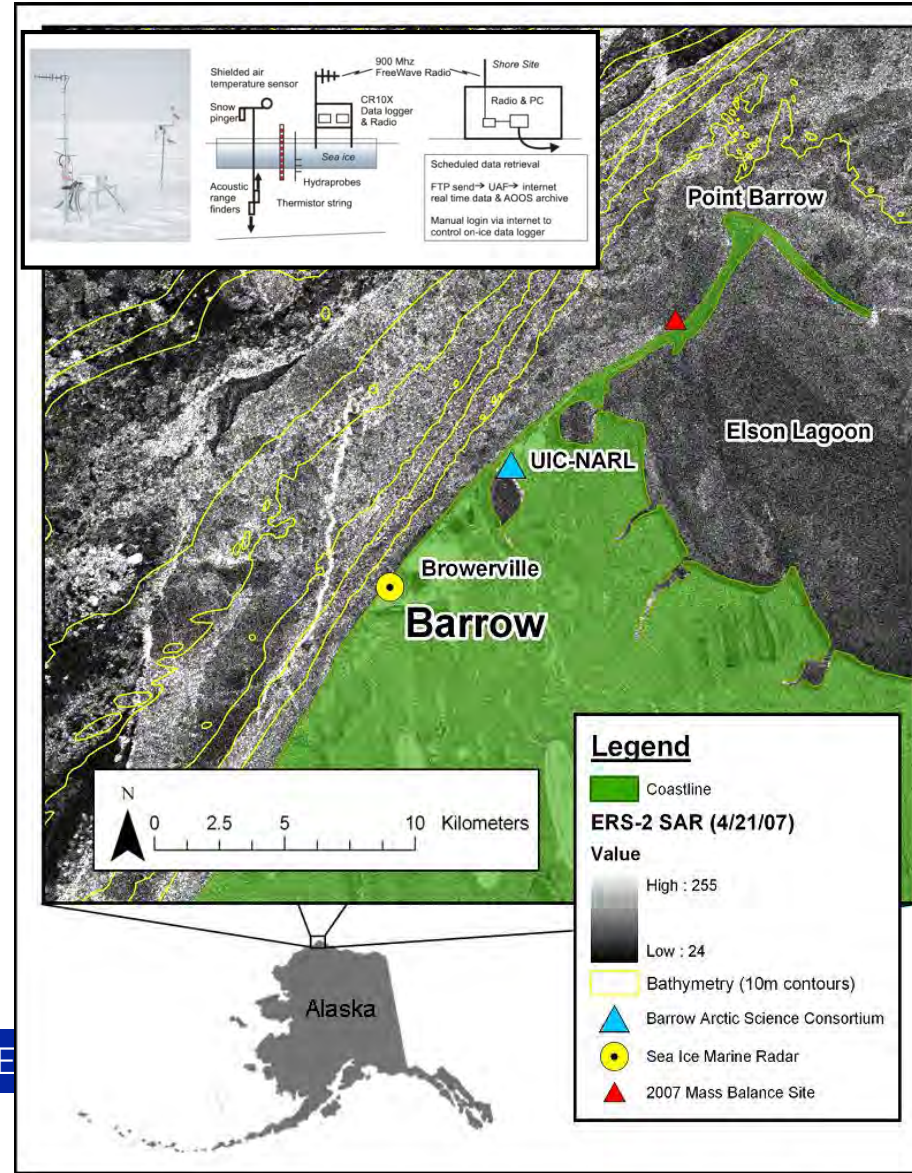 Shielded air
temperature sensor
Snow
pinger
Acoustic
range
finders
Thermistor string
Hydraprobes
Sea ice
900 Mhz
FreeWave Radio
CR10X
Data logger
& Radio
Shore Site
Radio & PC
Scheduled data retrieval
FTP send→ UAF→ internet
real time data & AOOS archive
Manual login via internet to
control on-ice data logger
Point Barrow
Elson Lagoon
UIC-NARL
Browerville
Barrow
N
0 2.5 5 10 Kilometers
Legend
Coastline
ERS-2 SAR (4/21/07)
Value
High : 255
Low : 24
Bathymetry (10m contours)
Barrow Arctic Science Consortium
Sea Ice Marine Radar
2007 Mass Balance Site
Alaska
E